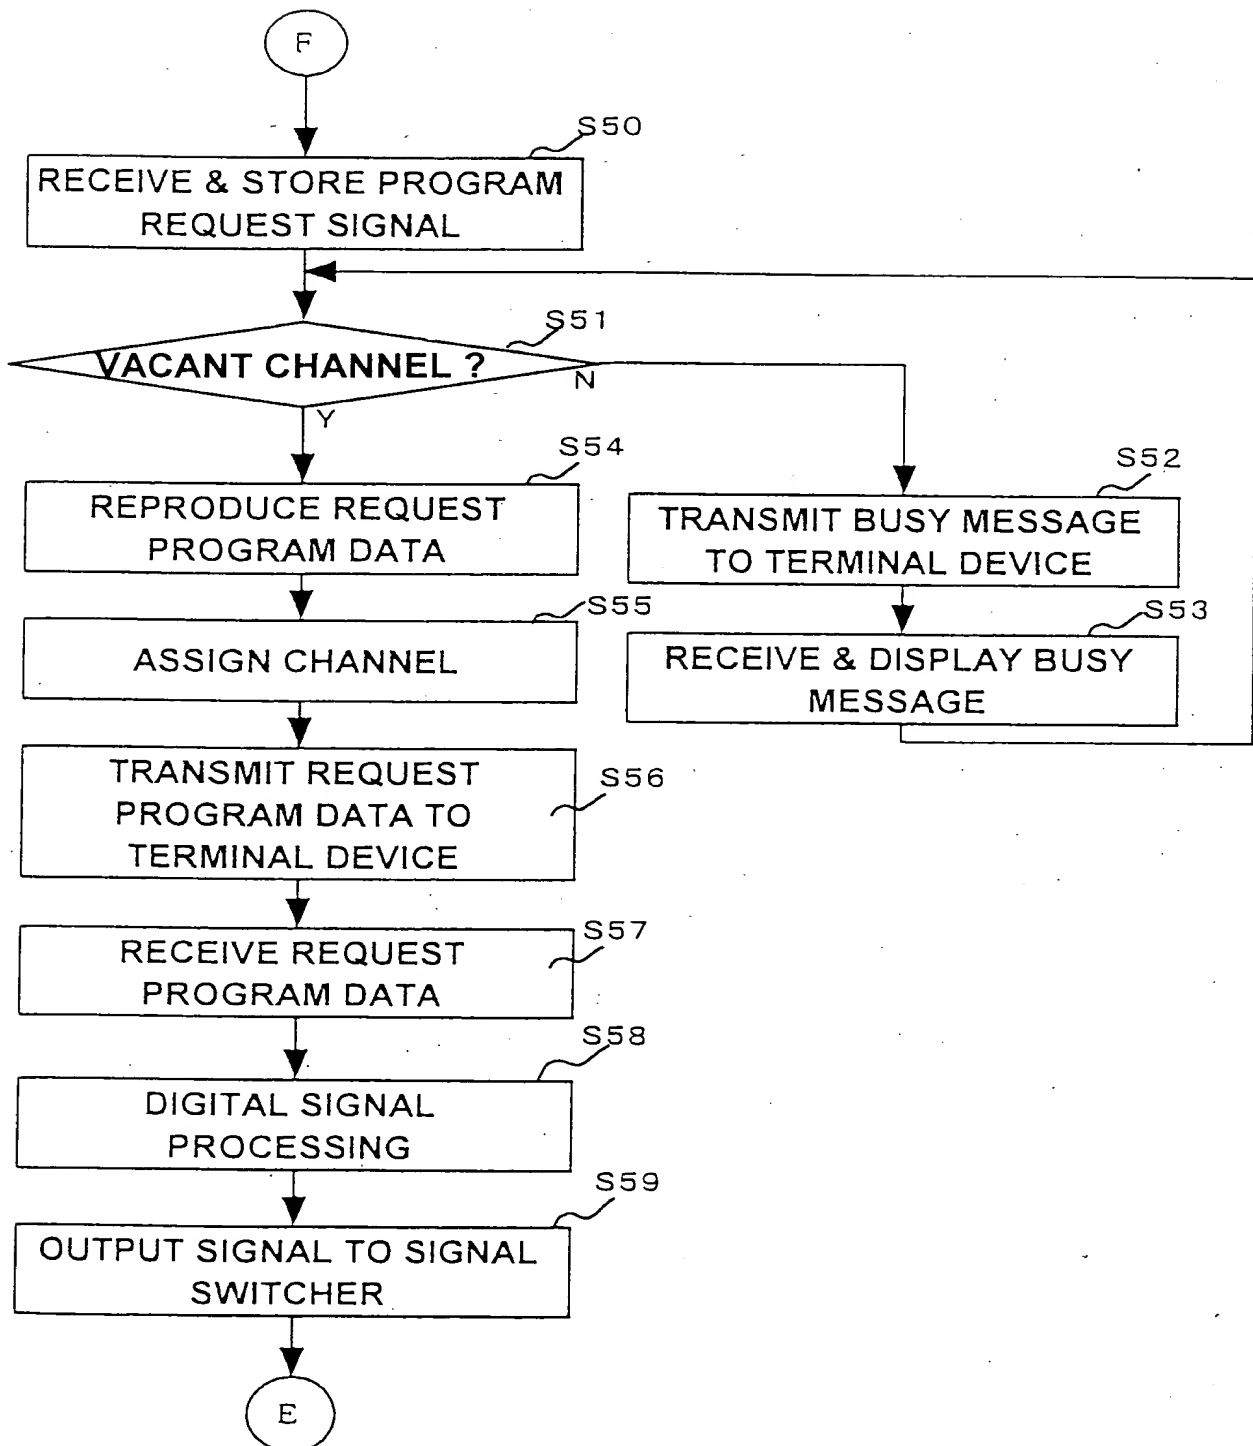 F
S50
RECEIVE & STORE PROGRAM
REQUEST SIGNAL
S51
VACANT CHANNEL ?
N
Y
S54
REPRODUCE REQUEST
PROGRAM DATA
S52
TRANSMIT BUSY MESSAGE
TO TERMINAL DEVICE
S55
ASSIGN CHANNEL
S53
RECEIVE & DISPLAY BUSY
MESSAGE
S56
TRANSMIT REQUEST
PROGRAM DATA TO
TERMINAL DEVICE
S57
RECEIVE REQUEST
PROGRAM DATA
S58
DIGITAL SIGNAL
PROCESSING
S59
OUTPUT SIGNAL TO SIGNAL
SWITCHER
E